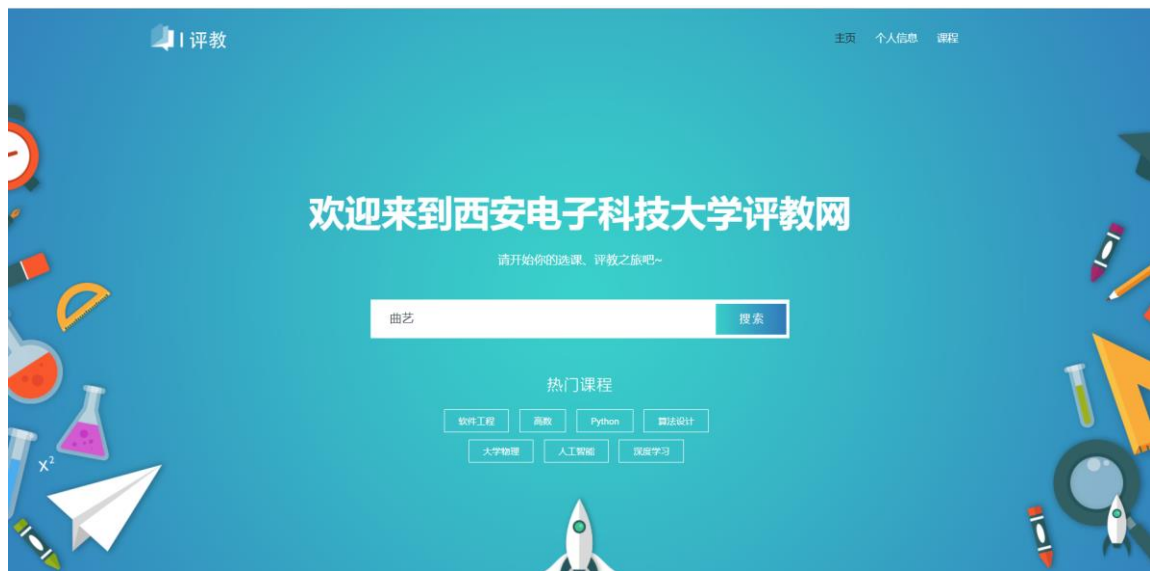 评教
主页 个人信息 课程
欢迎来到西安电子科技大学评教网
请开始你的选课、评教之旅吧~
曲艺 搜索
热门课程
软件工程 高数 Python 算法设计
大学物理 人工智能 深度学习
x²